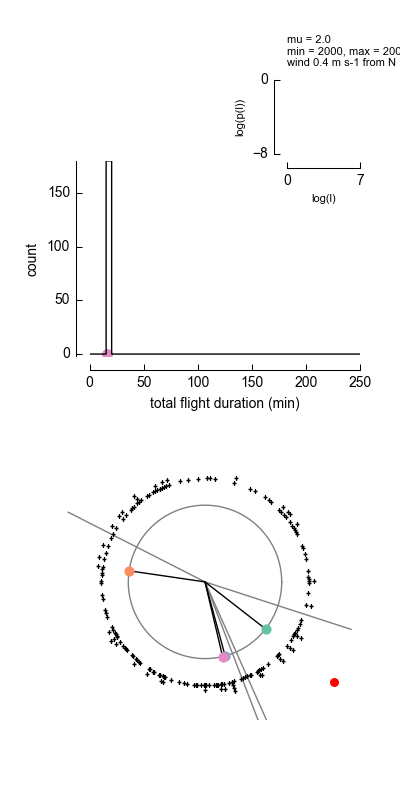 mu = 2.0
min = 2000, max = 200
wind 0.4 m s-1 from N
0
log(p(l))
−8
0 7
log(l)
150
100
50
0
count
0 50 100 150 200 250
total flight duration (min)